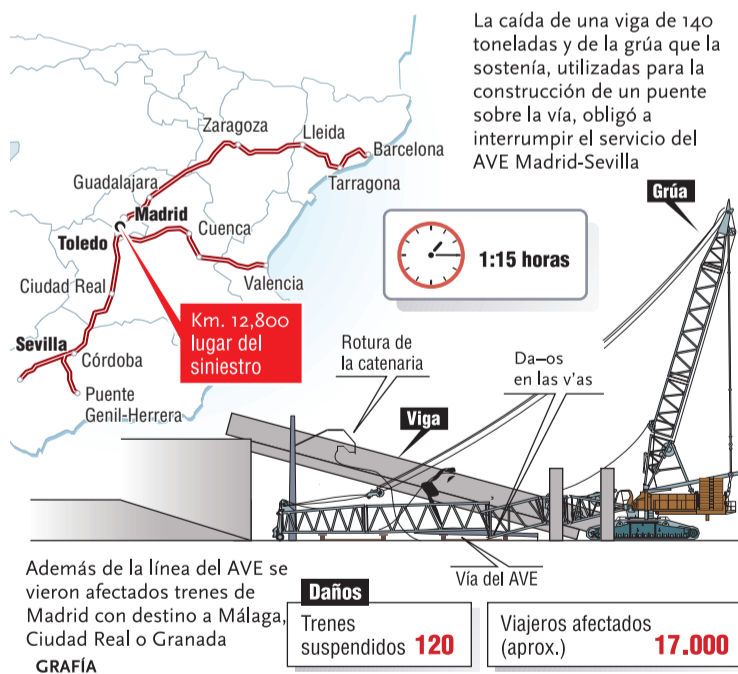 La caída de una viga de 140
toneladas y de la grúa que la
sostenía, utilizadas para la
construcción de un puente
sobre la vía, obligó a
interrumpir el servicio del
AVE Madrid-Sevilla
Zaragoza
Lleida
Barcelona
Tarragona
Guadalajara
Madrid
Toledo
Cuenca
Valencia
Ciudad Real
Sevilla
Córdoba
Puente
Genil-Herrera
Km. 12,800
lugar del
siniestro
1:15 horas
Grúa
Rotura de
la catenaria
Da–os
en las v'as
Viga
Vía del AVE
Además de la línea del AVE se
vieron afectados trenes de
Madrid con destino a Málaga,
Ciudad Real o Granada
GRAFÍA
Daños
Trenes
suspendidos 120
Viajeros afectados
(aprox.) 17.000